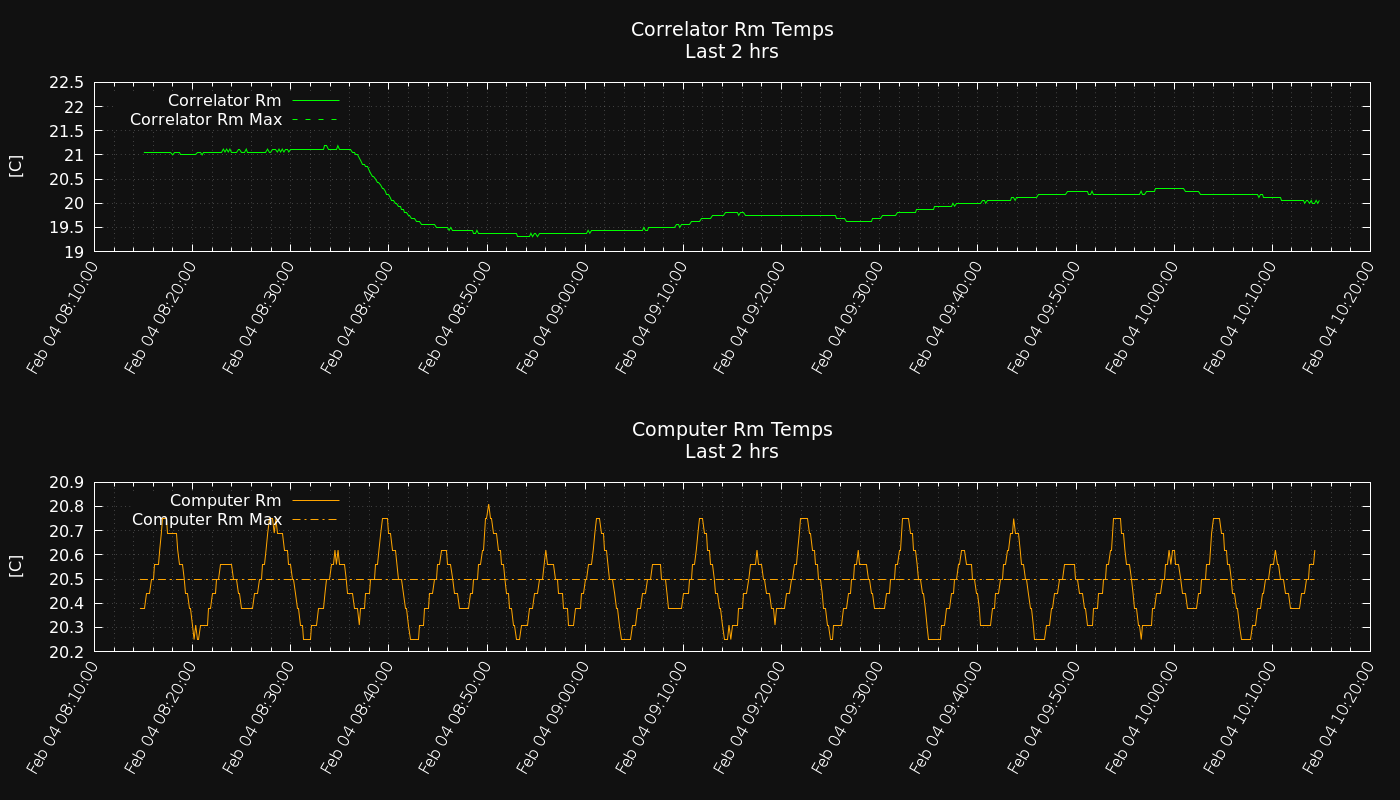 Correlator Rm Temps
Last 2 hrs
[C]
22.5
22
21.5
21
20.5
20
19.5
19
Correlator Rm
Correlator Rm Max
Feb 04 08:10:00
Feb 04 08:20:00
Feb 04 08:30:00
Feb 04 08:40:00
Feb 04 08:50:00
Feb 04 09:00:00
Feb 04 09:10:00
Feb 04 09:20:00
Feb 04 09:30:00
Feb 04 09:40:00
Feb 04 09:50:00
Feb 04 10:00:00
Feb 04 10:10:00
Feb 04 10:20:00
Computer Rm Temps
Last 2 hrs
[C]
20.9
20.8
20.7
20.6
20.5
20.4
20.3
20.2
Computer Rm
Computer Rm Max
Feb 04 08:10:00
Feb 04 08:20:00
Feb 04 08:30:00
Feb 04 08:40:00
Feb 04 08:50:00
Feb 04 09:00:00
Feb 04 09:10:00
Feb 04 09:20:00
Feb 04 09:30:00
Feb 04 09:40:00
Feb 04 09:50:00
Feb 04 10:00:00
Feb 04 10:10:00
Feb 04 10:20:00